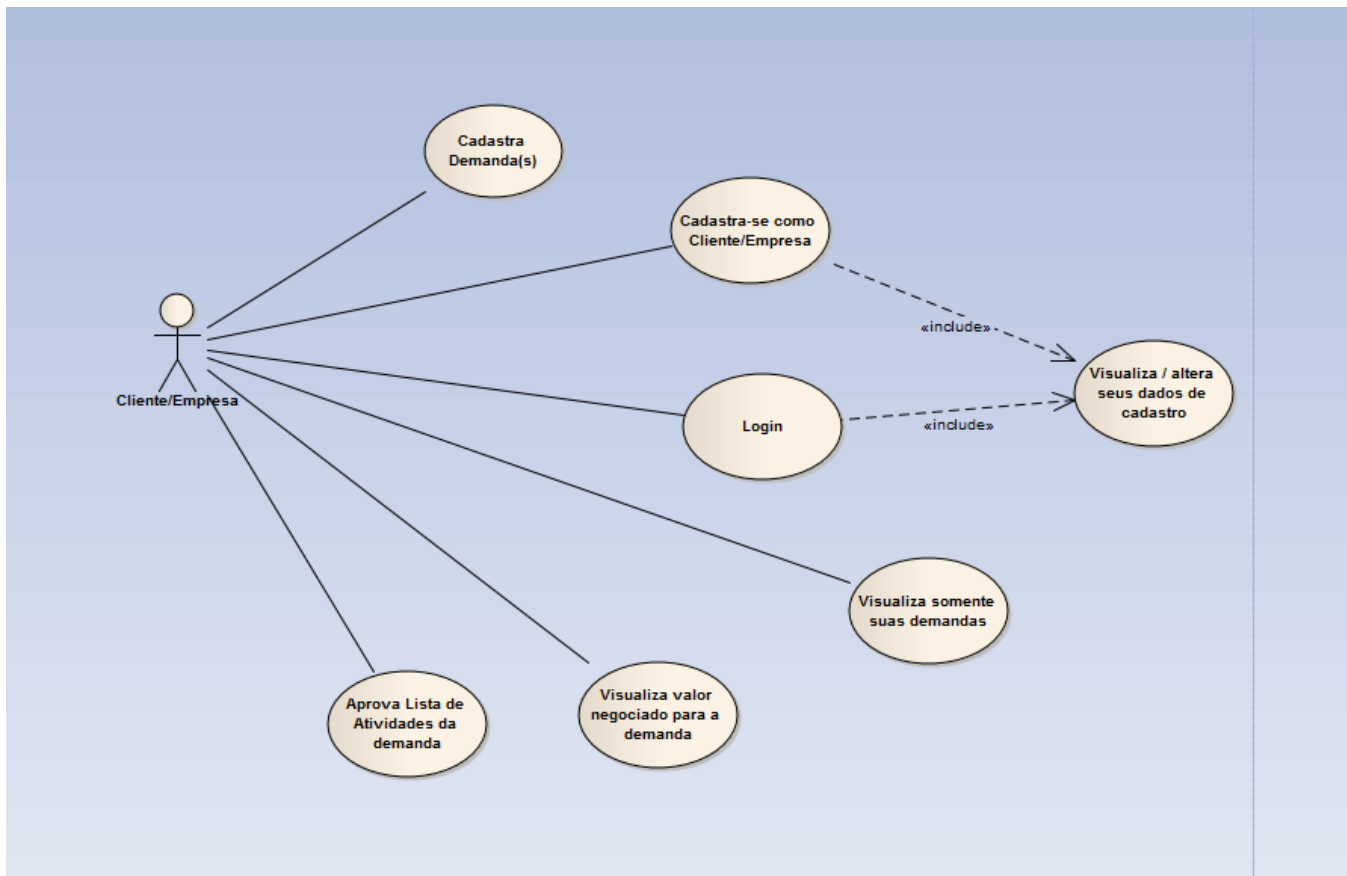 Cadastra
Demanda(s)
Cadastra-se como
Cliente/Empresa
«include»
Visualiza / altera
seus dados de
cadastro
Cliente/Empresa
Login
«include»
Visualiza somente
suas demandas
Aprova Lista de
Atividades da
demanda
Visualiza valor
negociado para a
demanda